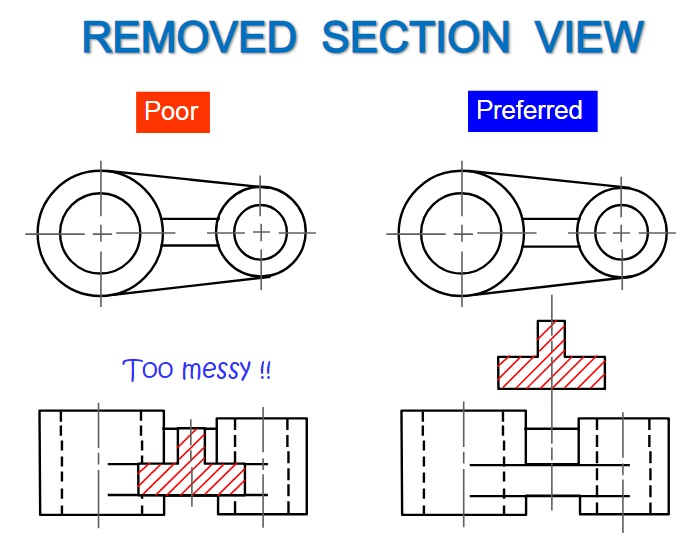 REMOVED SECTION VIEW
Poor
Preferred
Too messy !!